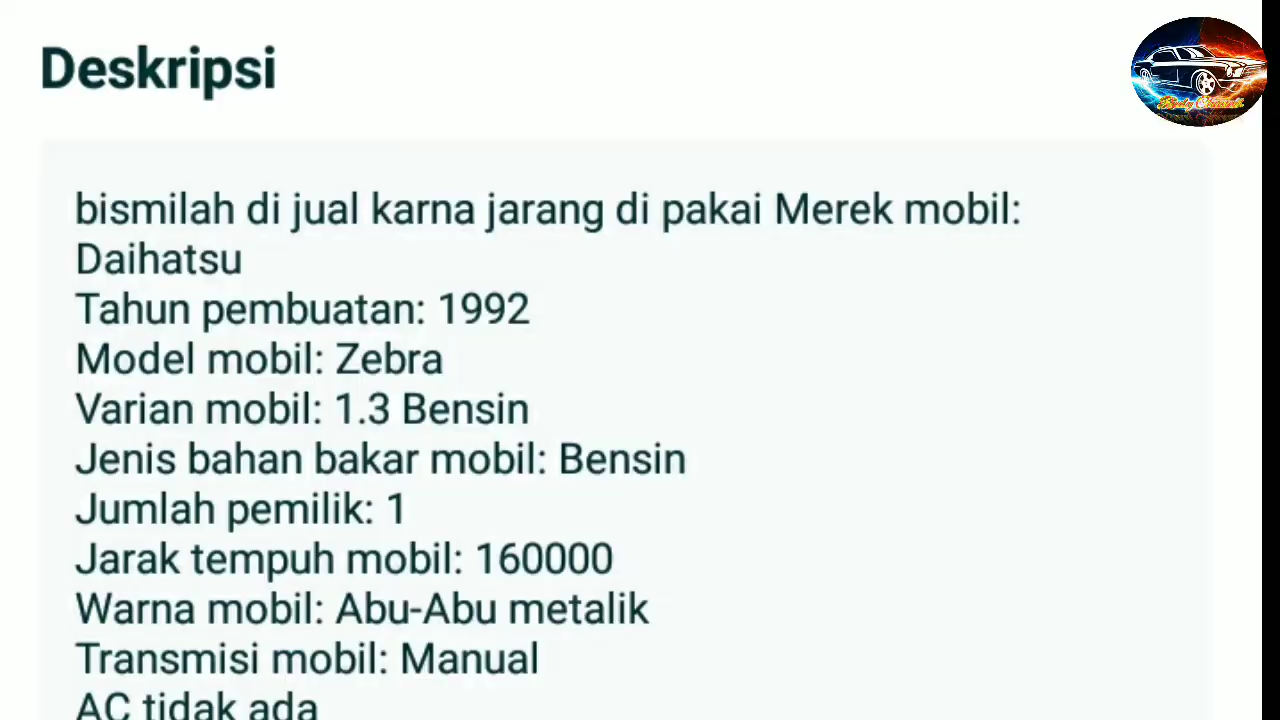 Deskripsi
bismilah di jual karna jarang di pakai Merek mobil:
Daihatsu
Tahun pembuatan: 1992
Model mobil: Zebra
Varian mobil: 1.3 Bensin
Jenis bahan bakar mobil: Bensin
Jumlah pemilik: 1
Jarak tempuh mobil: 160000
Warna mobil: Abu-Abu metalik
Transmisi mobil: Manual
AC tidak ada